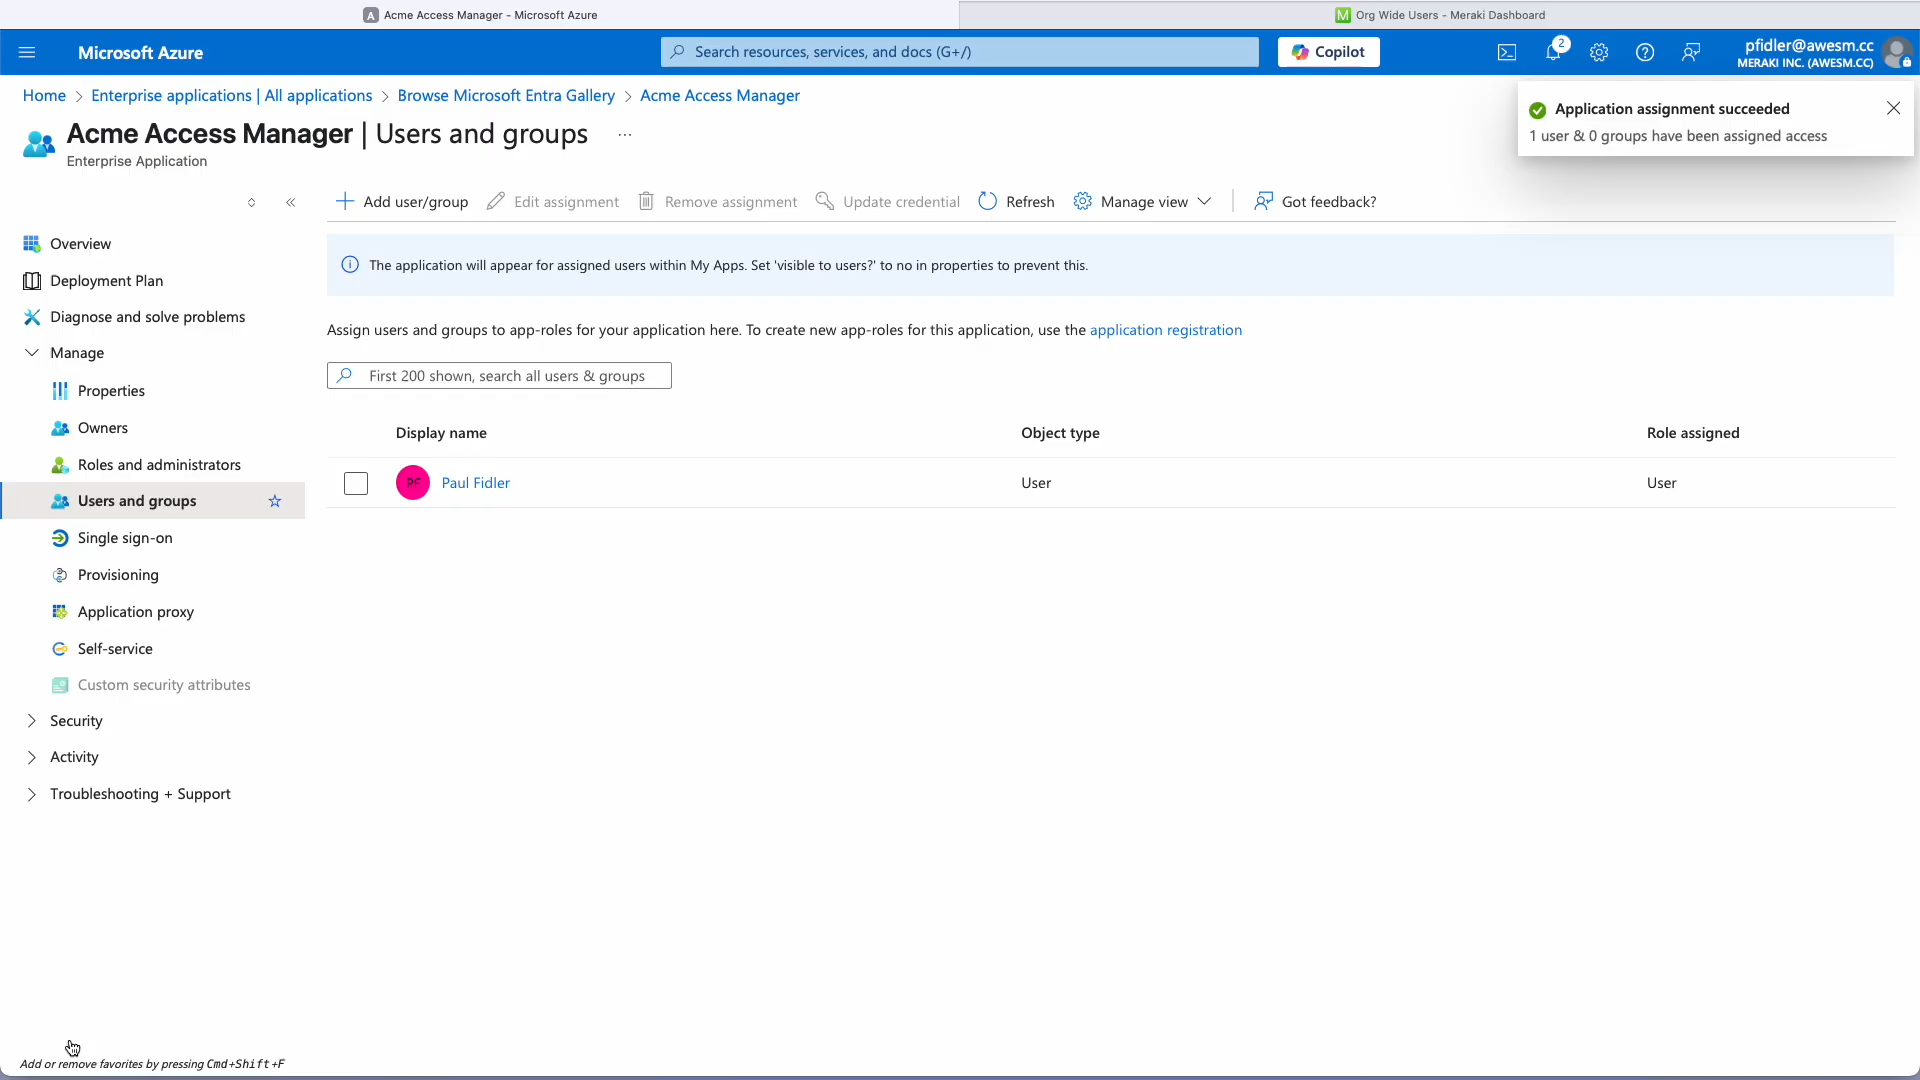 Acme Access Manager - Microsoft Azure
Org Wide Users - Meraki Dashboard
Microsoft Azure
Search resources, services, and docs (G+/)
Copilot
2
pfidler@awesm.cc
MERAKI INC. (AWESM.CC)
Home > Enterprise applications | All applications > Browse Microsoft Entra Gallery > Acme Access Manager
Application assignment succeeded
1 user & 0 groups have been assigned access
Acme Access Manager | Users and groups ...
Enterprise Application
Add user/group Edit assignment Remove assignment Update credential Refresh Manage view Got feedback?
Overview
Deployment Plan
Diagnose and solve problems
Manage
Properties
Owners
Roles and administrators
Users and groups
Single sign-on
Provisioning
Application proxy
Self-service
Custom security attributes
Security
Activity
Troubleshooting + Support
The application will appear for assigned users within My Apps. Set 'visible to users?' to no in properties to prevent this.
Assign users and groups to app-roles for your application here. To create new app-roles for this application, use the application registration
First 200 shown, search all users & groups
Display name Object type Role assigned
PF Paul Fidler User User
Add or remove favorites by pressing Cmd+Shift+F